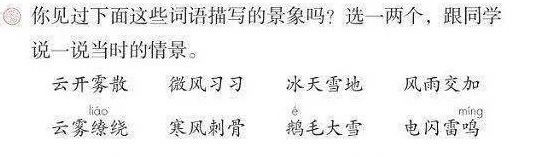 你见过下面这些词语描写的景象吗？选一两个，跟同学
说一说当时的情景。
云开雾散 微风习习 冰天雪地 风雨交加
liáo é míng
云雾缭绕 寒风刺骨 鹅毛大雪 电闪雷鸣